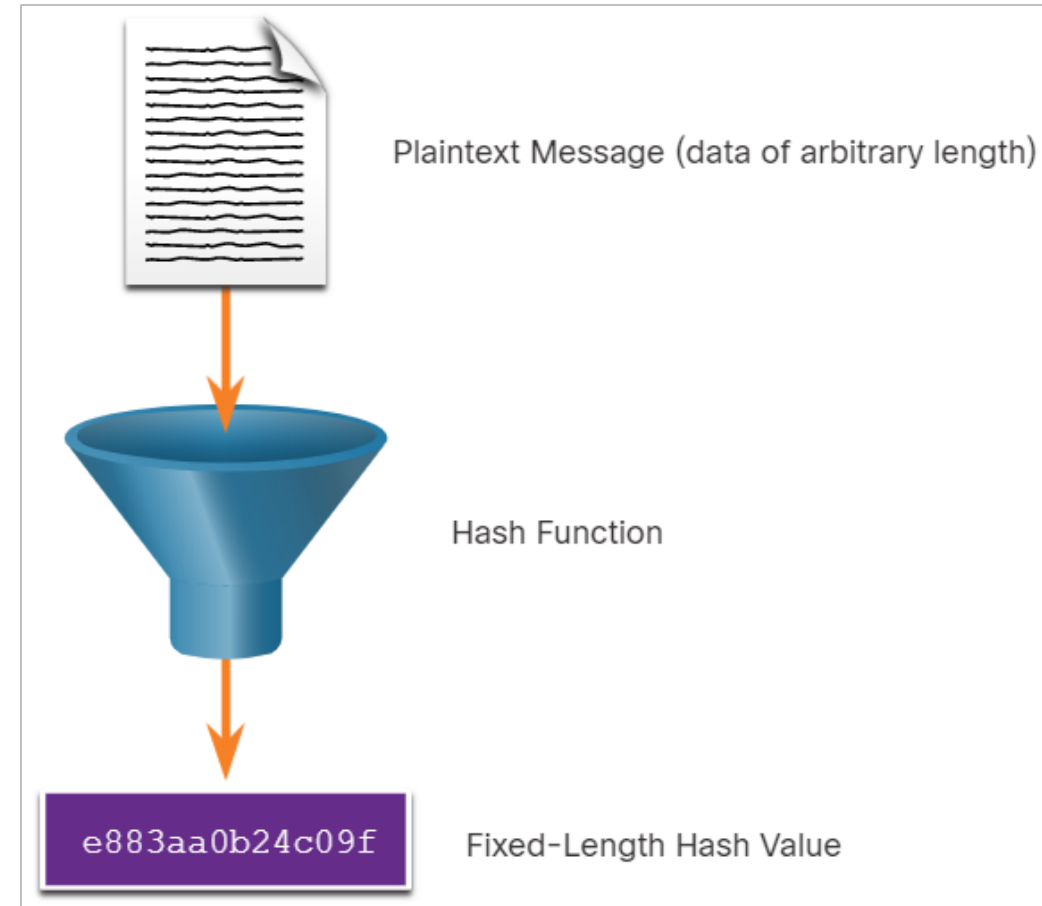 Plaintext Message (data of arbitrary length)
Hash Function
e883aa0b24c09f
Fixed-Length Hash Value